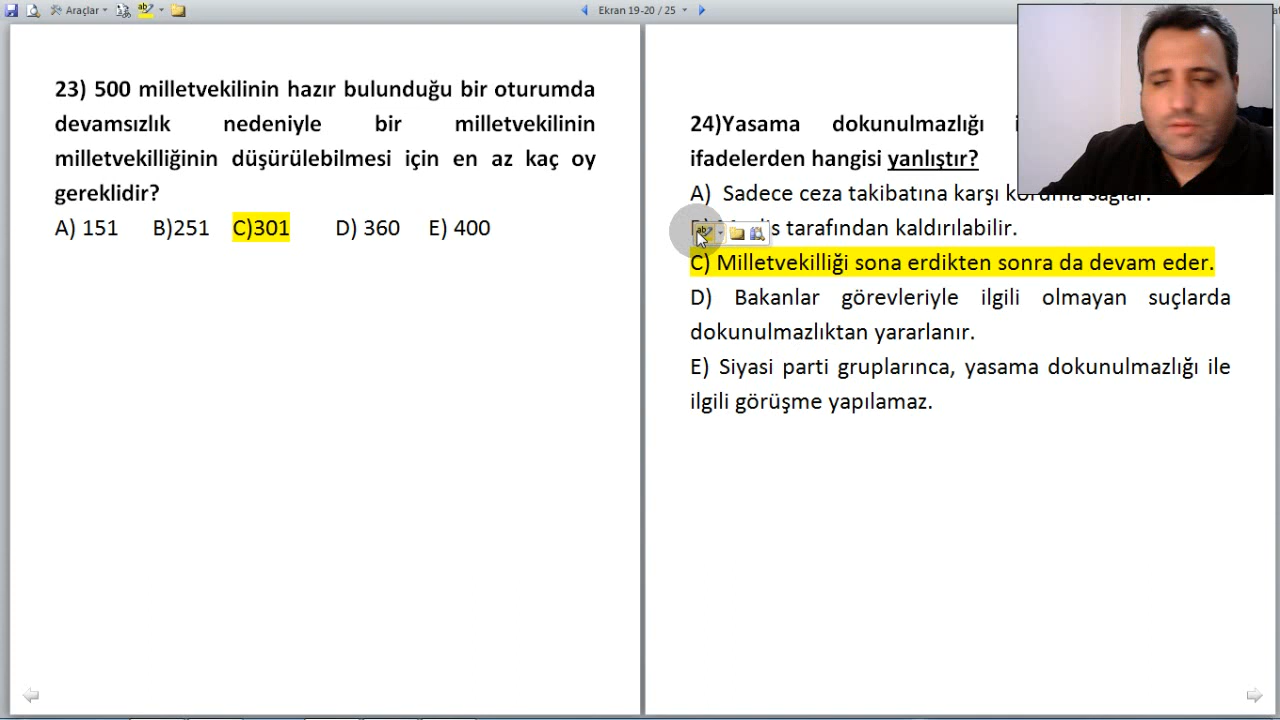 Araçlar
Ekran 19-20 / 25
23) 500 milletvekilinin hazır bulunduğu bir oturumda
devamsızlık nedeniyle bir milletvekilinin
milletvekilliğinin düşürülebilmesi için en az kaç oy
gereklidir?
A) 151 B)251 C)301 D) 360 E) 400
24)Yasama dokunulmazlığı
ifadelerden hangisi yanlıştır?
A) Sadece ceza takibatına karşı koruma sağlar.
tarafından kaldırılabilir.
C) Milletvekilliği sona erdikten sonra da devam eder.
D) Bakanlar görevleriyle ilgili olmayan suçlarda
dokunulmazlıktan yararlanır.
E) Siyasi parti gruplarınca, yasama dokunulmazlığı ile
ilgili görüşme yapılamaz.